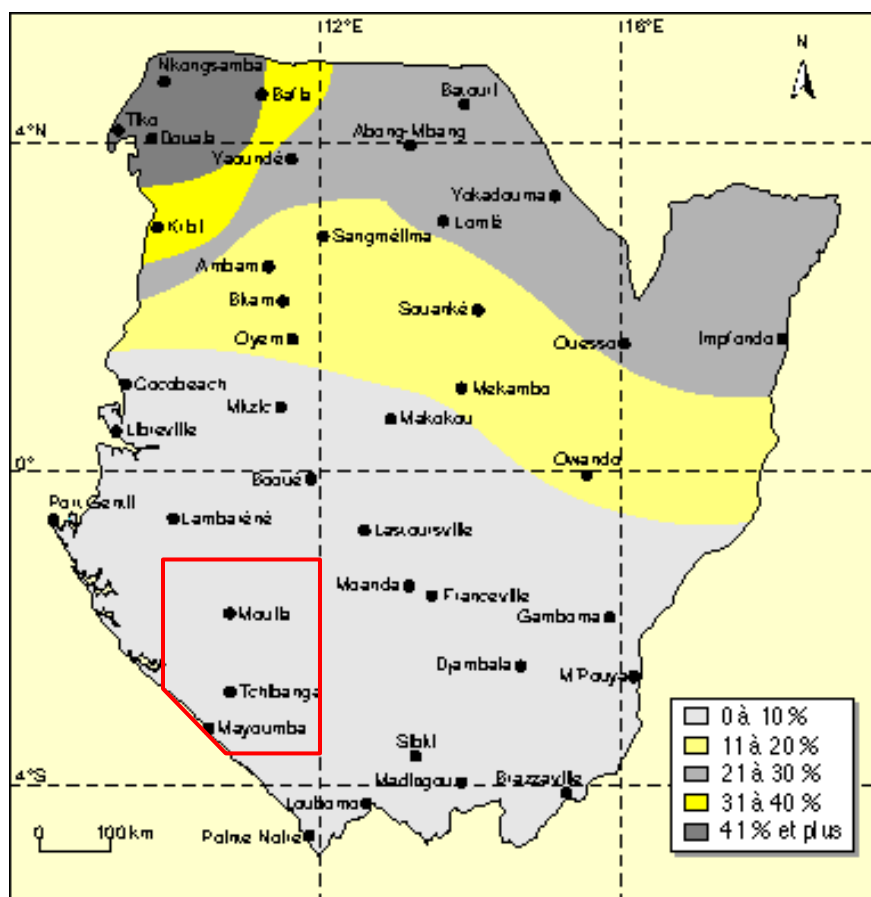 12°E
16°E
N
Nkongsamba
Bafia
Batouri
Tiko
4°N
Douala
Abong-Mbang
Yaoundé
Yokadouma
Kribi
Lomié
Sangmélima
Ambam
Bitam
Souanké
Oyem
Ouesso
Impfondo
Cocobeach
Mekambo
Mitzic
Makokou
Libreville
0°
Owando
Booué
Port Gentil
Lambaréné
Lastoursville
Moanda
Franceville
Mouila
Gamboma
Djambala
M'Pouya
Tchibanga
Mayoumba
Sibiti
0 à 10 %
11 à 20 %
21 à 30 %
31 à 40 %
41 % et plus
4°S
Madingou
Brazzaville
Louboma
0
100 km
Pointe Noire